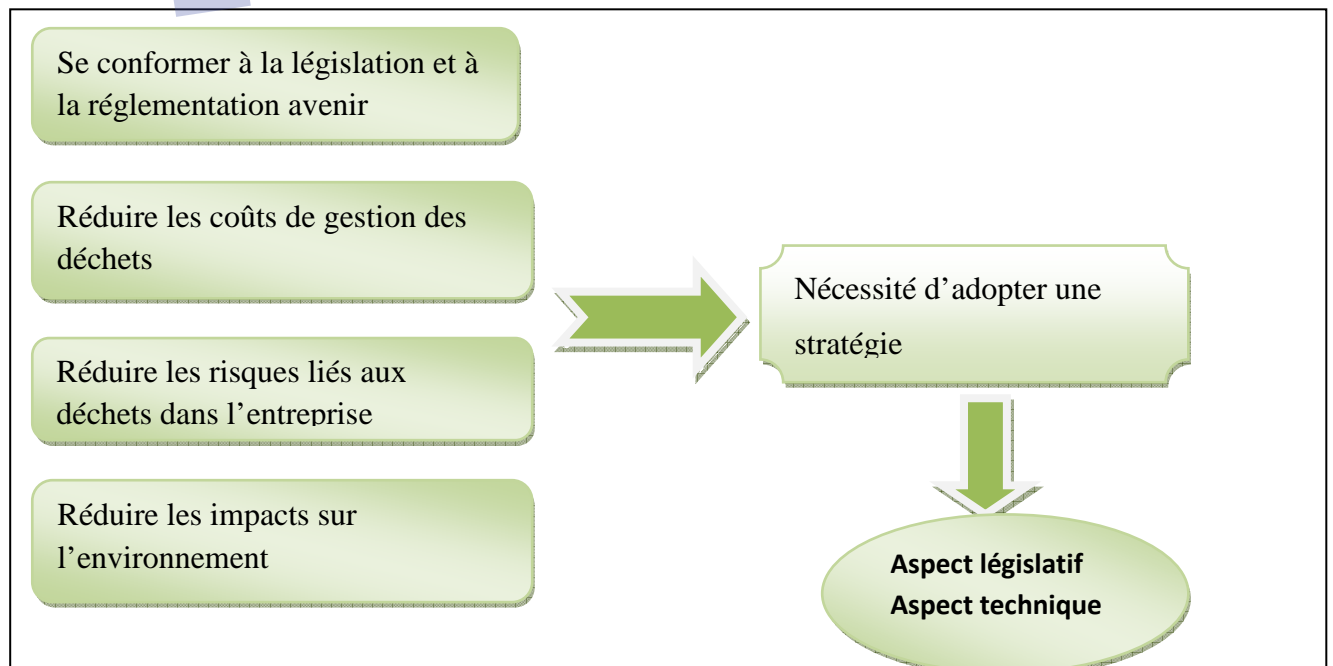 Se conformer à la législation et à
la réglementation avenir
Réduire les coûts de gestion des
déchets
Réduire les risques liés aux
déchets dans l’entreprise
Réduire les impacts sur
l’environnement
Nécessité d’adopter une
stratégie
Aspect législatif
Aspect technique